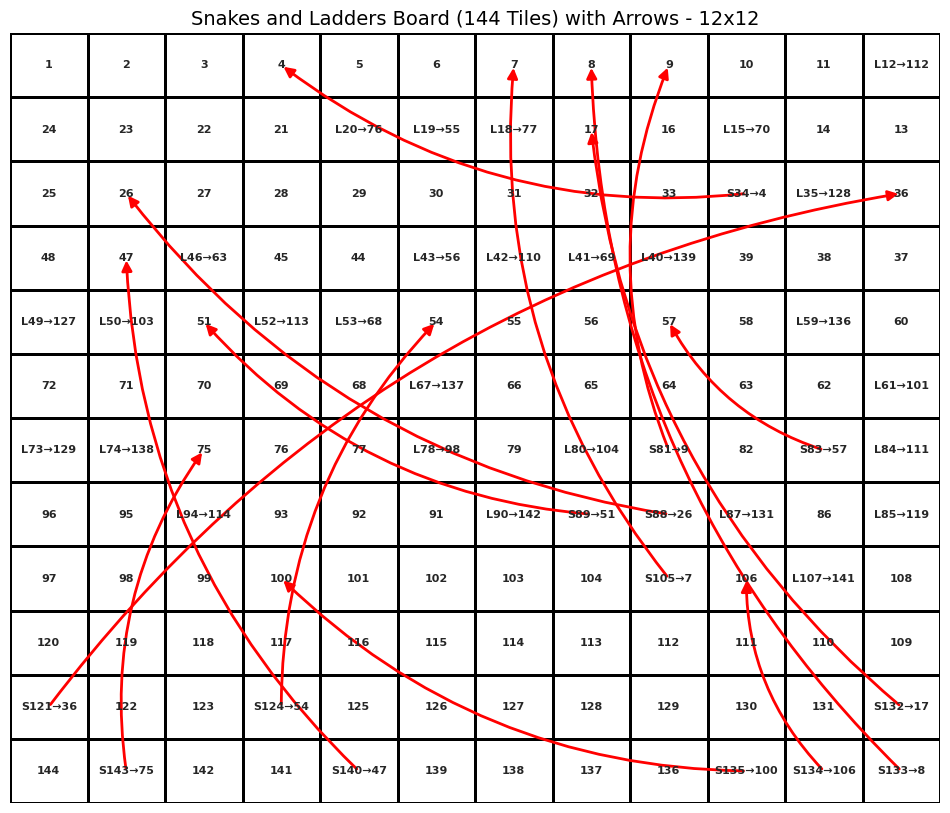 Snakes and Ladders Board (144 Tiles) with Arrows - 12x12
1 2 3 4 5 6 7 8 9 10 11 L12→112
24 23 22 21 L20→76 L19→55 L18→77 17 16 L15→70 14 13
25 26 27 28 29 30 31 32 33 S34→4 L35→128 36
48 47 L46→63 45 44 L43→56 L42→110 L41→69 L40→139 39 38 37
L49→127 L50→103 51 L52→113 L53→68 54 55 56 57 58 L59→136 60
72 71 70 69 68 L67→137 66 65 64 63 62 L61→101
L73→129 L74→138 75 76 77 L78→98 79 L80→104 S81→9 82 S83→57 L84→111
96 95 L94→114 93 92 91 L90→142 S89→51 S88→26 L87→131 86 L85→119
97 98 99 100 101 102 103 104 S105→7 106 L107→141 108
120 119 118 117 116 115 114 113 112 111 110 109
S121→36 122 123 S124→54 125 126 127 128 129 130 131 S132→17
144 S143→75 142 141 S140→47 139 138 137 136 S135→100 S134→106 S133→8